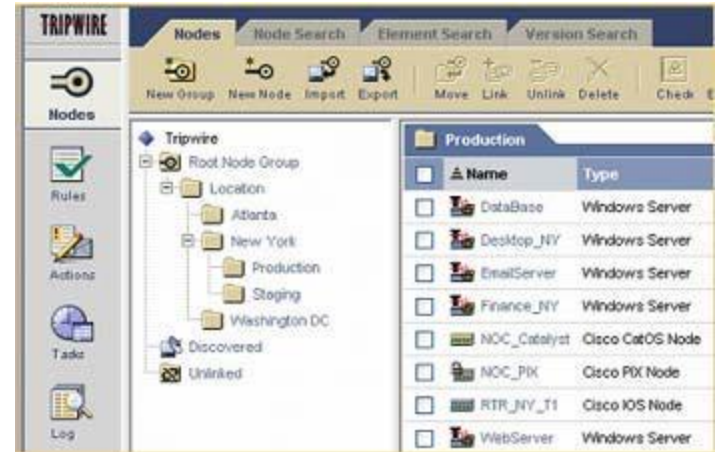 TRIPWIRE
Nodes Node Search Element Search Version Search
New Group New Node Import Export Move Link Unlink Delete Check
Nodes
Rules
Actions
Tasks
Log
Tripwire
Root Node Group
Location
Atlanta
New York
Production
Staging
Washington DC
Discovered
Unlinked
Production
Name Type
DataBase Windows Server
Desktop_NY Windows Server
EmailServer Windows Server
Finance_NY Windows Server
NOC_Catalyst Cisco CatOS Node
NOC_PIX Cisco PIX Node
RTR_NY_T1 Cisco IOS Node
WebServer Windows Server